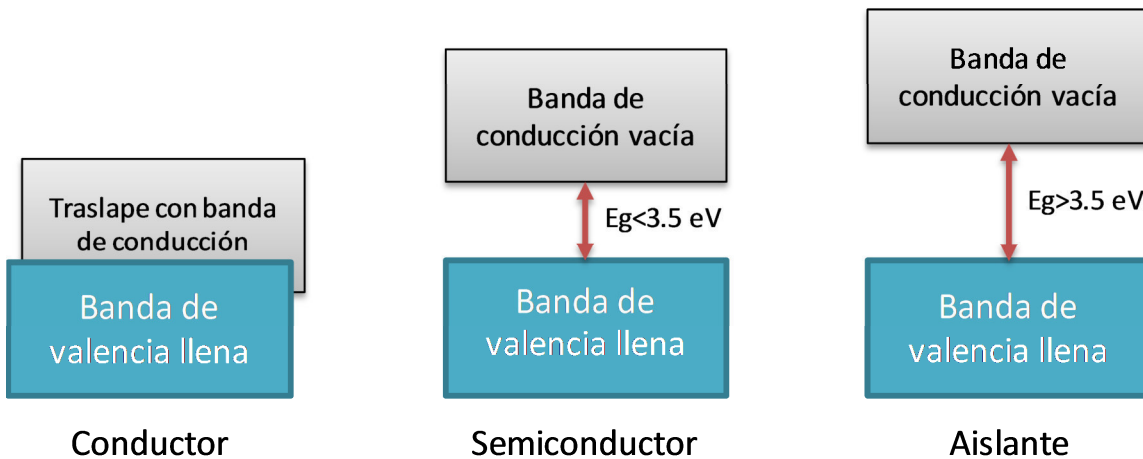 Traslape con banda
de conducción
Banda de
valencia llena
Conductor
Banda de
conducción vacía
Eg<3.5 eV
Banda de
valencia llena
Semiconductor
Banda de
conducción vacía
Eg>3.5 eV
Banda de
valencia llena
Aislante